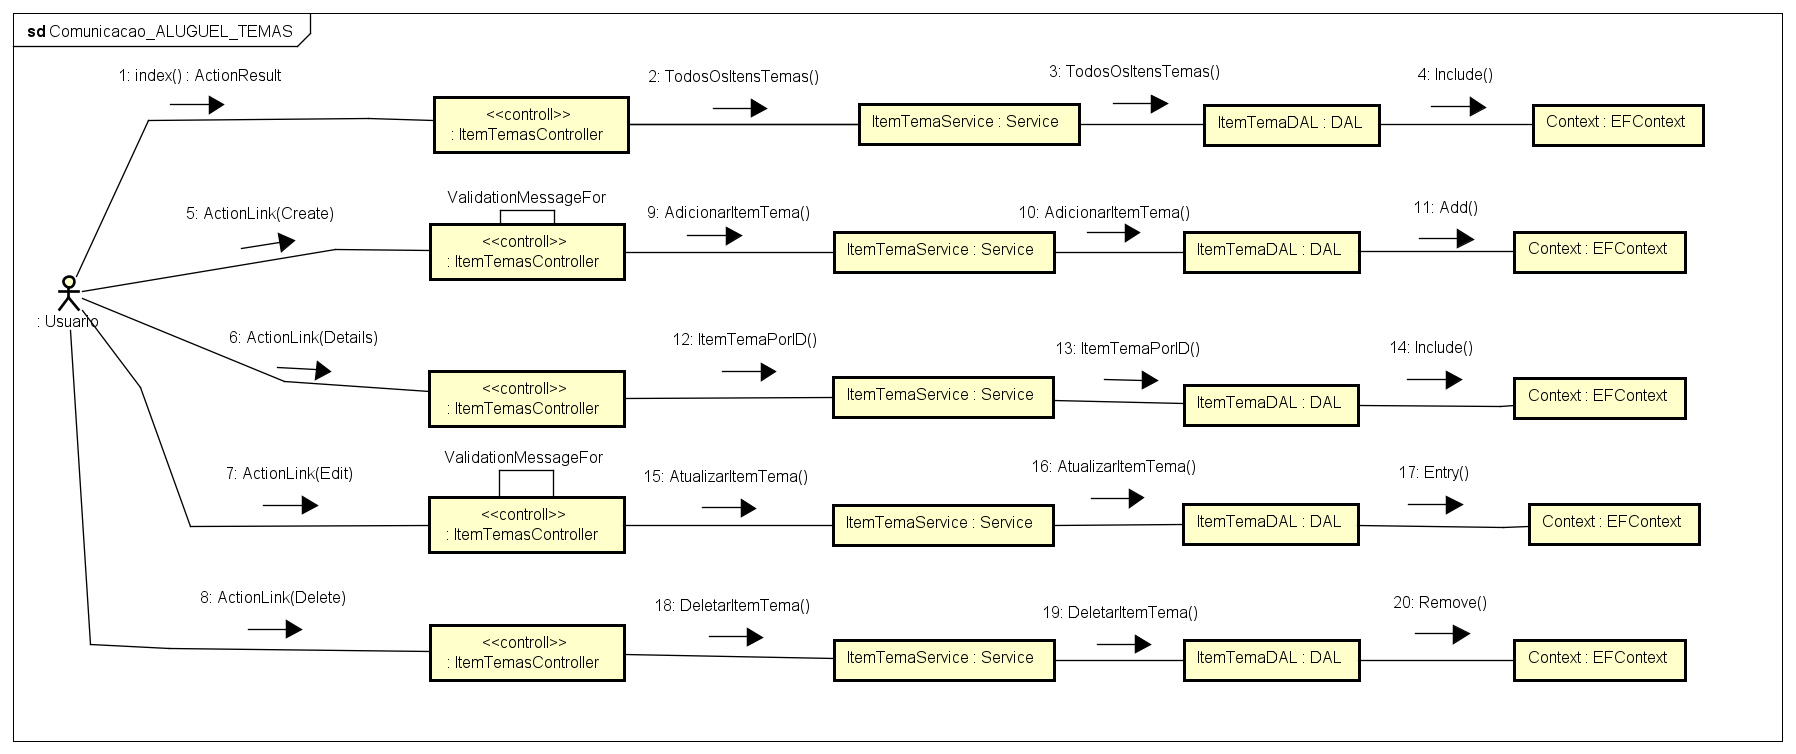 sd Comunicacao_ALUGUEL_TEMAS
1: index() : ActionResult
2: TodosOsItensTemas()
3: TodosOsItensTemas()
4: Include()
<<controll>>
: ItemTemasController
ItemTemaService : Service
ItemTemaDAL : DAL
Context : EFContext
5: ActionLink(Create)
ValidationMessageFor
9: AdicionarItemTema()
10: AdicionarItemTema()
11: Add()
<<controll>>
: ItemTemasController
ItemTemaService : Service
ItemTemaDAL : DAL
Context : EFContext
: Usuario
6: ActionLink(Details)
12: ItemTemaPorID()
13: ItemTemaPorID()
14: Include()
<<controll>>
: ItemTemasController
ItemTemaService : Service
ItemTemaDAL : DAL
Context : EFContext
7: ActionLink(Edit)
ValidationMessageFor
15: AtualizarItemTema()
16: AtualizarItemTema()
17: Entry()
<<controll>>
: ItemTemasController
ItemTemaService : Service
ItemTemaDAL : DAL
Context : EFContext
8: ActionLink(Delete)
18: DeletarItemTema()
19: DeletarItemTema()
20: Remove()
<<controll>>
: ItemTemasController
ItemTemaService : Service
ItemTemaDAL : DAL
Context : EFContext